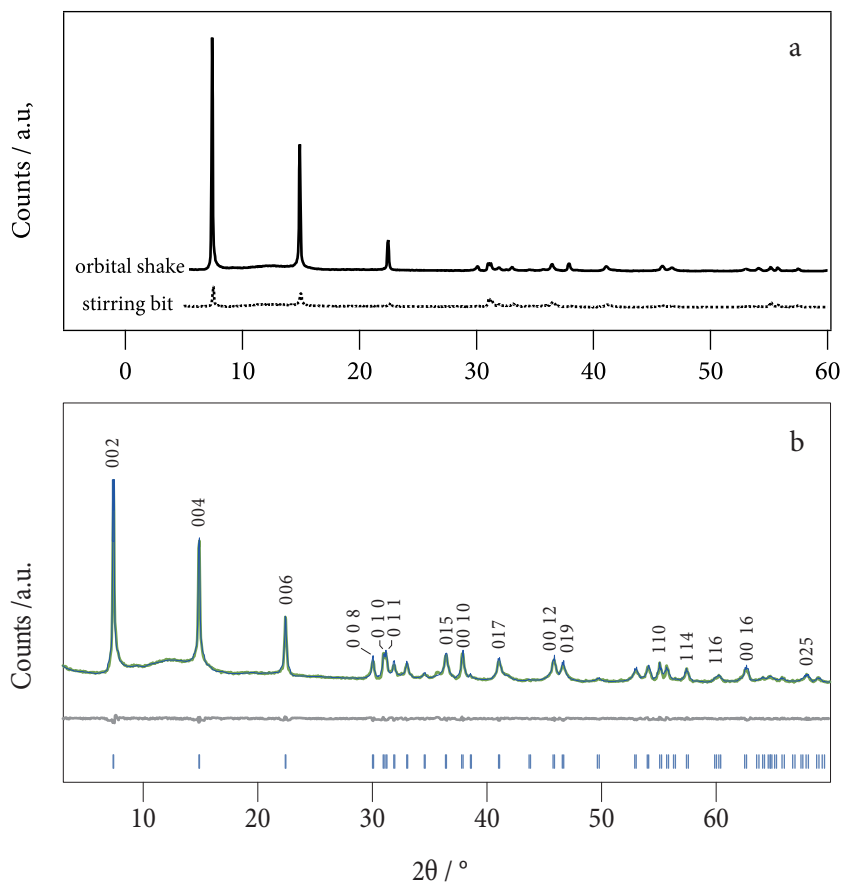 a
Counts / a.u,
orbital shake
stirring bit
0 10 20 30 40 50 60
b
Counts /a.u.
002
004
006
0 0 8
0 1 0
0 1 1
015
00 10
017
00 12
019
110
114
116
00 16
025
10 20 30 40 50 60
2θ / °